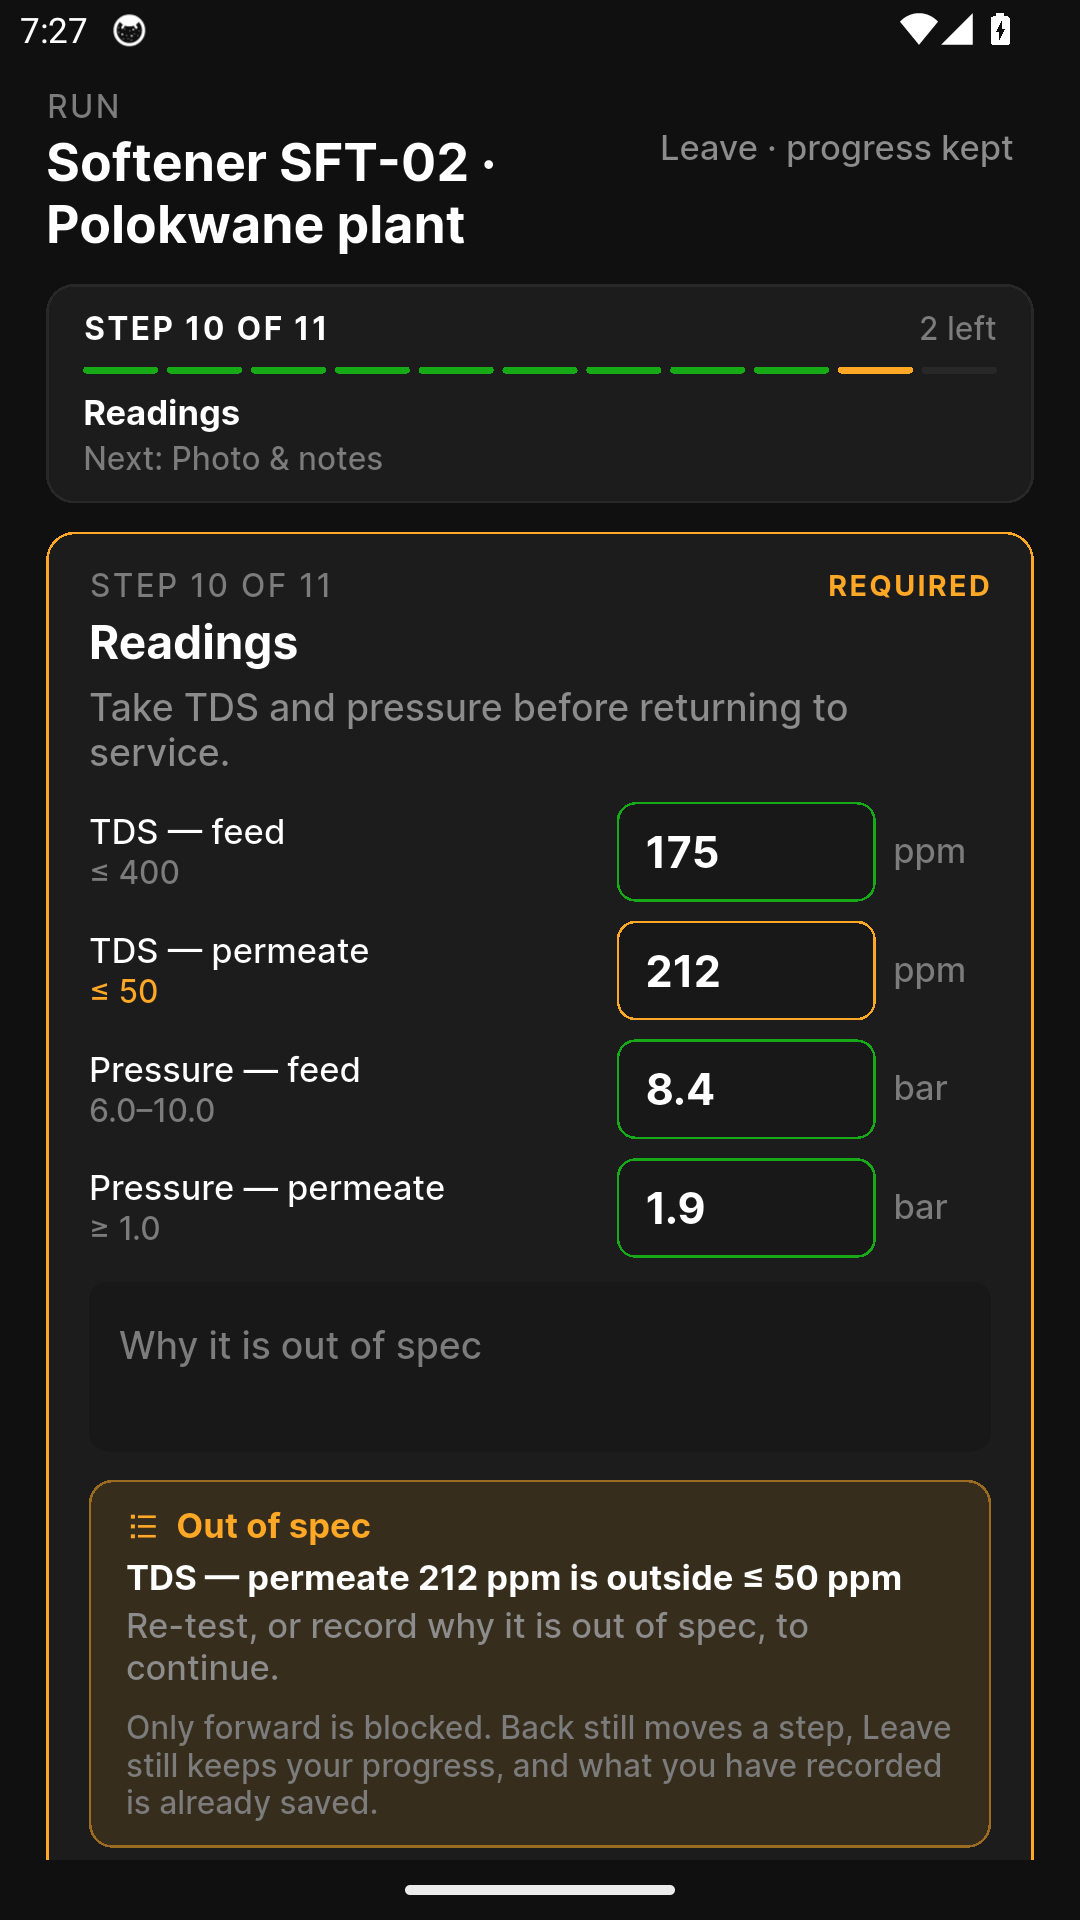 7:27
RUN
Softener SFT-02 ·
Polokwane plant
Leave · progress kept
STEP 10 OF 11
2 left
Readings
Next: Photo & notes
STEP 10 OF 11
REQUIRED
Readings
Take TDS and pressure before returning to
service.
TDS — feed
≤ 400
175 ppm
TDS — permeate
≤ 50
212 ppm
Pressure — feed
6.0–10.0
8.4 bar
Pressure — permeate
≥ 1.0
1.9 bar
Why it is out of spec
Out of spec
TDS — permeate 212 ppm is outside ≤ 50 ppm
Re-test, or record why it is out of spec, to
continue.
Only forward is blocked. Back still moves a step, Leave
still keeps your progress, and what you have recorded
is already saved.